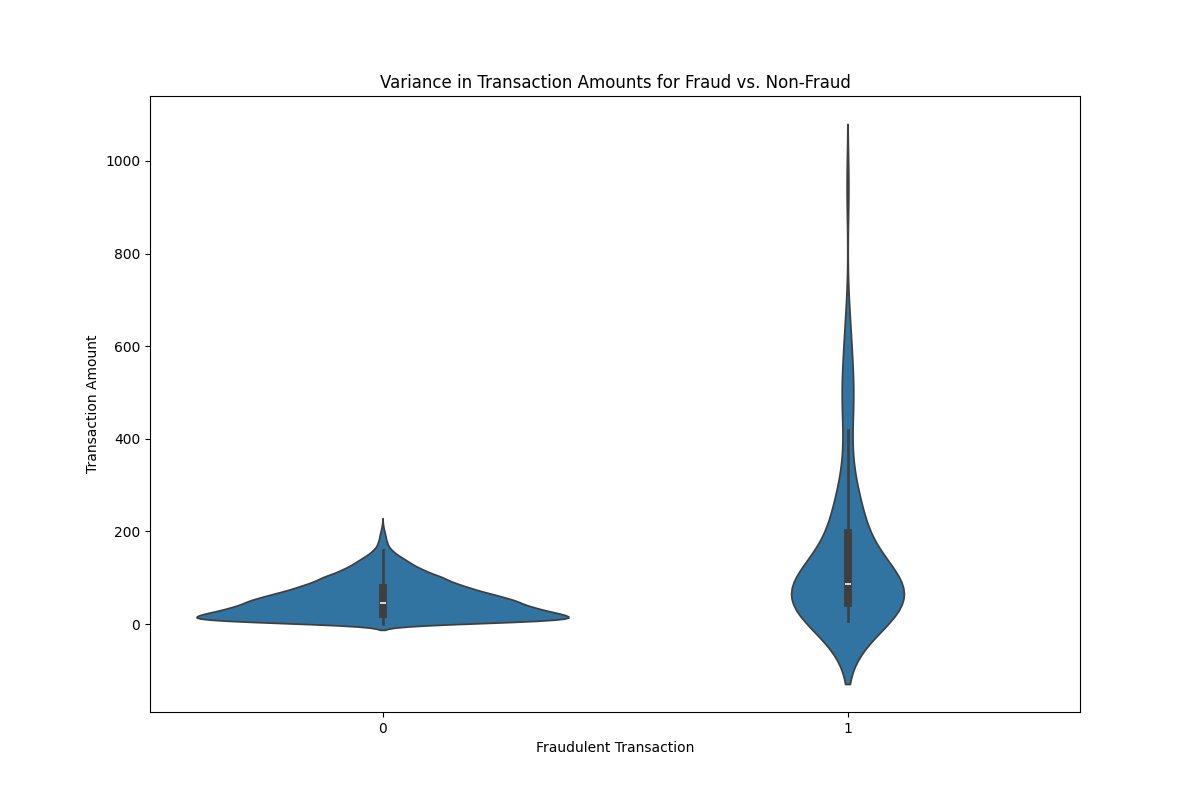 Variance in Transaction Amounts for Fraud vs. Non-Fraud
1000
800
600
400
200
0
Transaction Amount
0 1
Fraudulent Transaction